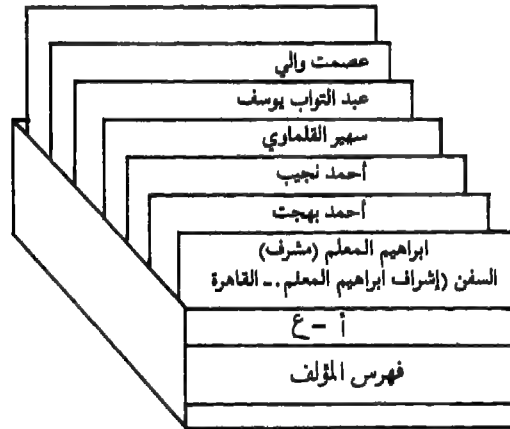 عصمت والي
عبد التواب يوسف
سهير القلماوي
أحمد نجيب
أحمد بهجت
ابراهيم المعلم (مشرف)
السفن (إشراف ابراهيم المعلم .ـ القاهرة
أ - ع
فهرس المؤلف